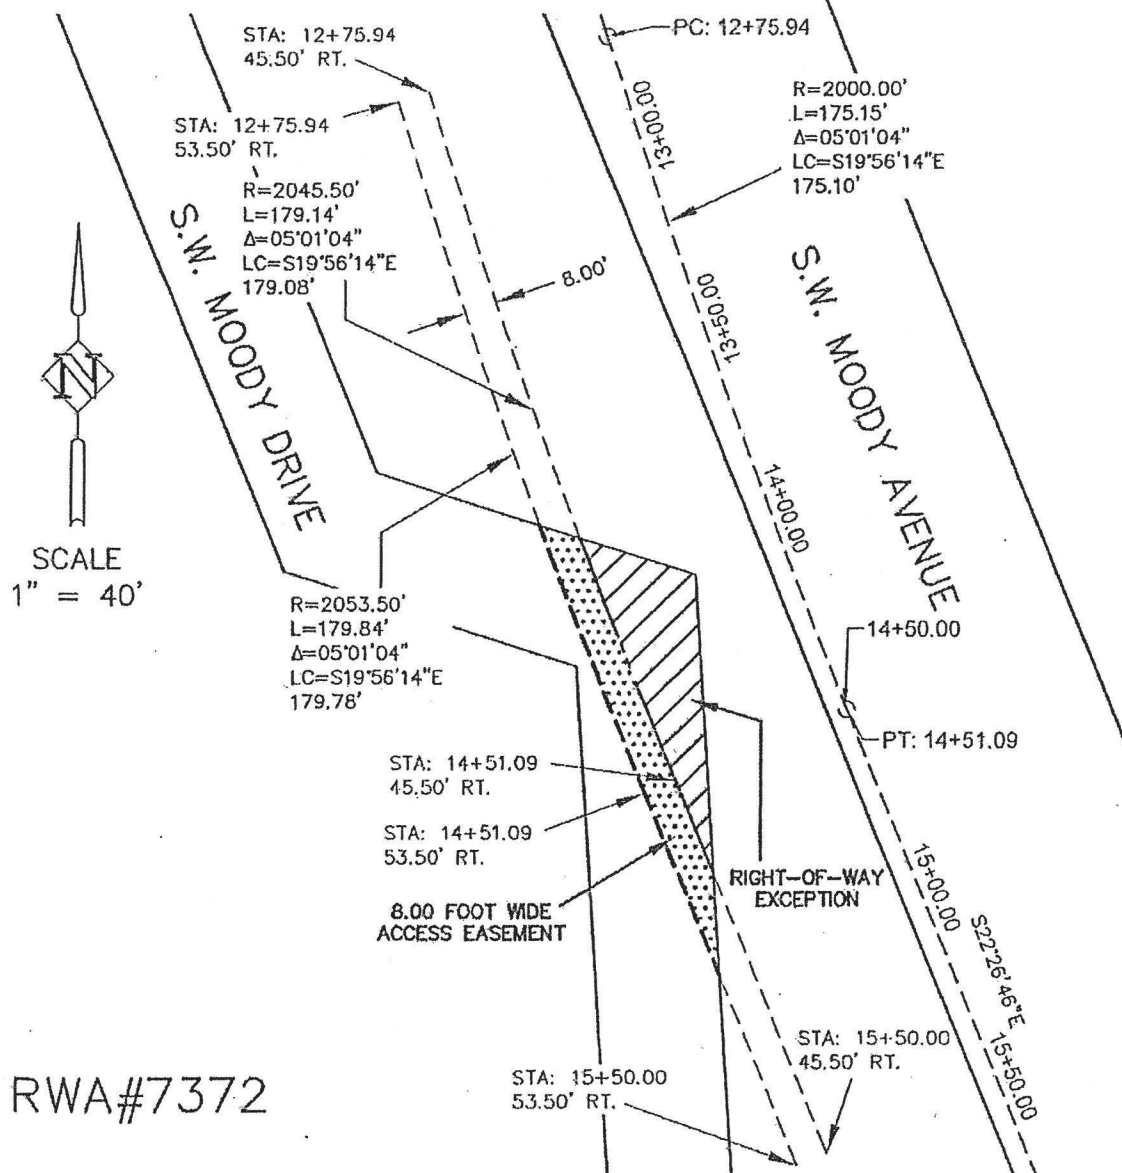 STA: 12+75.94
45.50' RT.
PC: 12+75.94
STA: 12+75.94
53.50' RT.
R=2000.00'
L=175.15'
Δ=05°01'04"
LC=S19°56'14"E
175.10'
13+00.00
R=2045.50'
L=179.14'
Δ=05°01'04"
LC=S19°56'14"E
179.08'
8.00'
S.W. MOODY DRIVE
13+50.00
S.W. MOODY AVENUE
N
SCALE
1" = 40'
14+00.00
R=2053.50'
L=179.84'
Δ=05°01'04"
LC=S19°56'14"E
179.78'
14+50.00
PT: 14+51.09
STA: 14+51.09
45.50' RT.
STA: 14+51.09
53.50' RT.
RIGHT-OF-WAY
EXCEPTION
8.00 FOOT WIDE
ACCESS EASEMENT
15+00.00
S22°26'46"E
STA: 15+50.00
45.50' RT.
STA: 15+50.00
53.50' RT.
15+50.00
RWA#7372